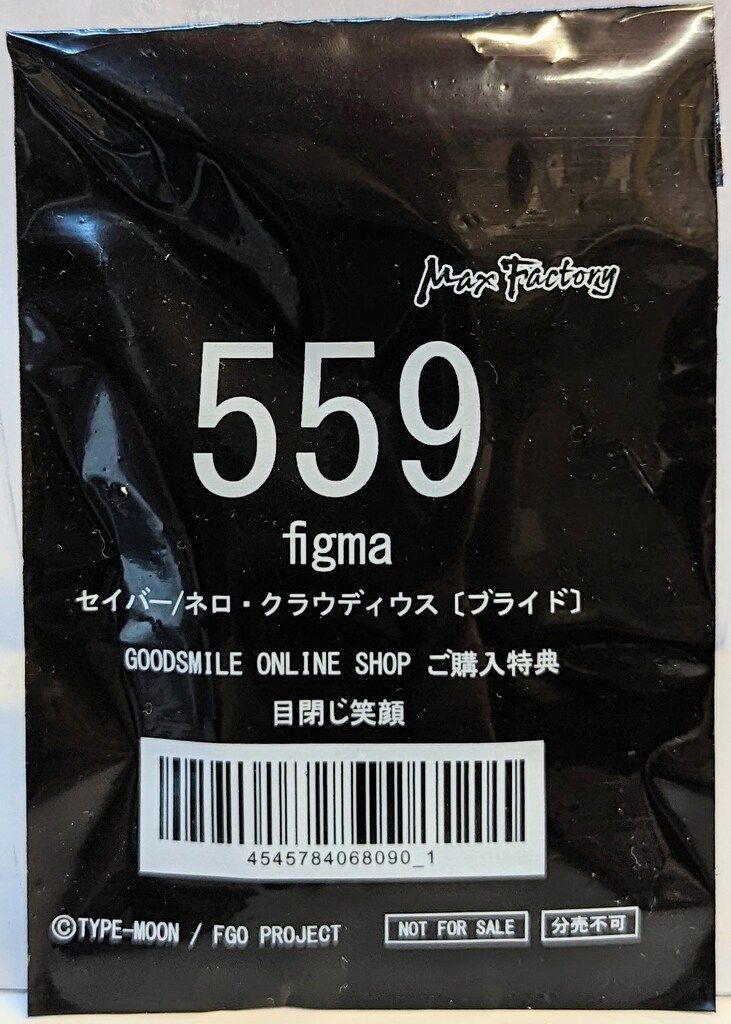 Max Factory
559
figma
セイバー/ネロ・クラウディウス〔ブライド〕
GOODSMILE ONLINE SHOP ご購入特典
目閉じ笑顔
4545784068090_1
©TYPE-MOON / FGO PROJECT
NOT FOR SALE
分売不可